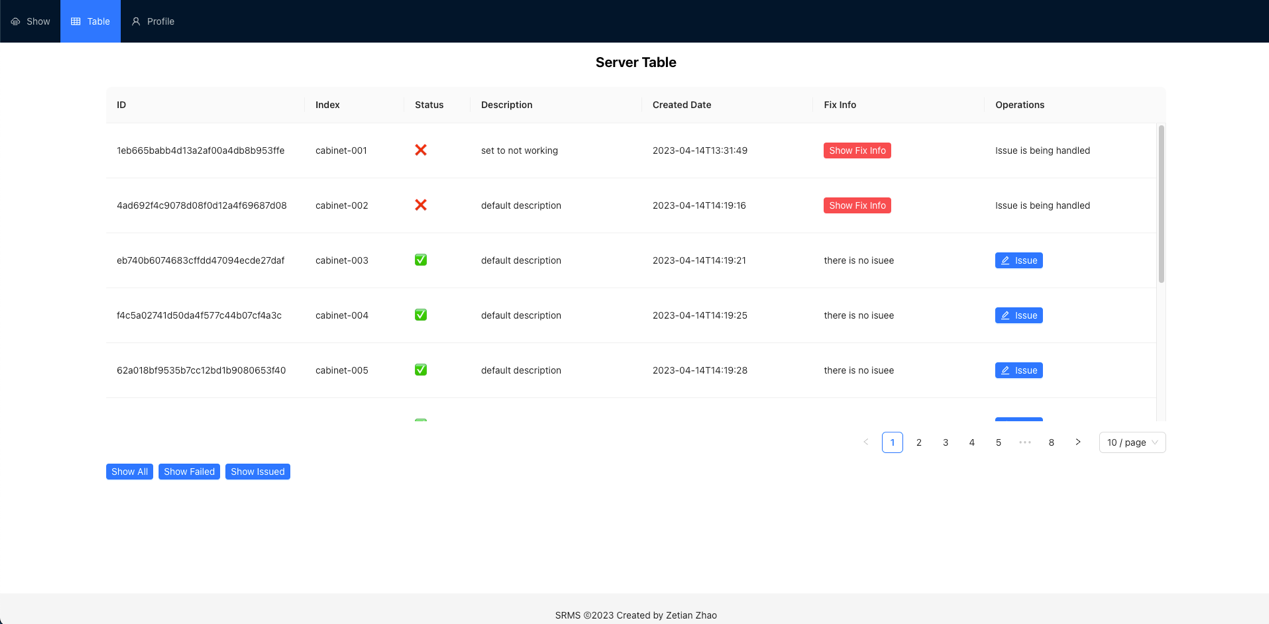 Show Table Profile
Server Table
ID Index Status Description Created Date Fix Info Operations
1eb665babb4d13a2af00a4db8b953ffe cabinet-001 set to not working 2023-04-14T13:31:49 Show Fix Info Issue is being handled
4ad692f4c9078d08f0d12a4f69687d08 cabinet-002 default description 2023-04-14T14:19:16 Show Fix Info Issue is being handled
eb740b6074683cffdd47094ecde27daf cabinet-003 default description 2023-04-14T14:19:21 there is no isuee Issue
f4c5a02741d50da4f577c44b07cf4a3c cabinet-004 default description 2023-04-14T14:19:25 there is no isuee Issue
62a018bf9535b7cc12bd1b9080653f40 cabinet-005 default description 2023-04-14T14:19:28 there is no isuee Issue
1 2 3 4 5 ••• 8 10 / page
Show All Show Failed Show Issued
SRMS ©2023 Created by Zetian Zhao